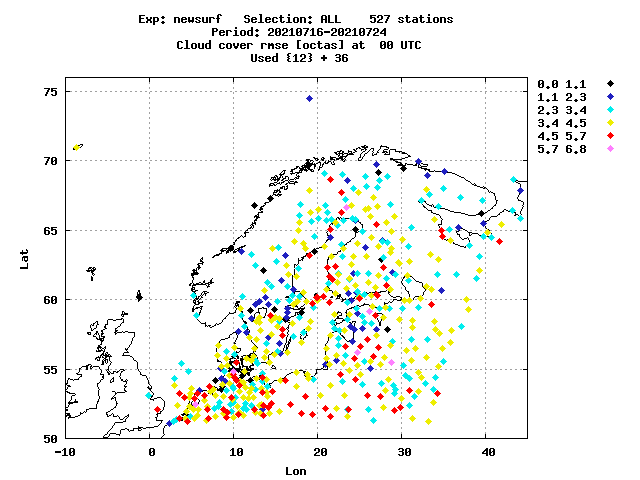 Exp: newsurf   Selection: ALL    527 stations
Period: 20210716-20210724
Cloud cover rmse [octas] at  00 UTC
Used {12} + 36
0.0 1.1
1.1 2.3
2.3 3.4
3.4 4.5
4.5 5.7
5.7 6.8
75
70
65
60
55
50
Lat
-10 0 10 20 30 40
Lon